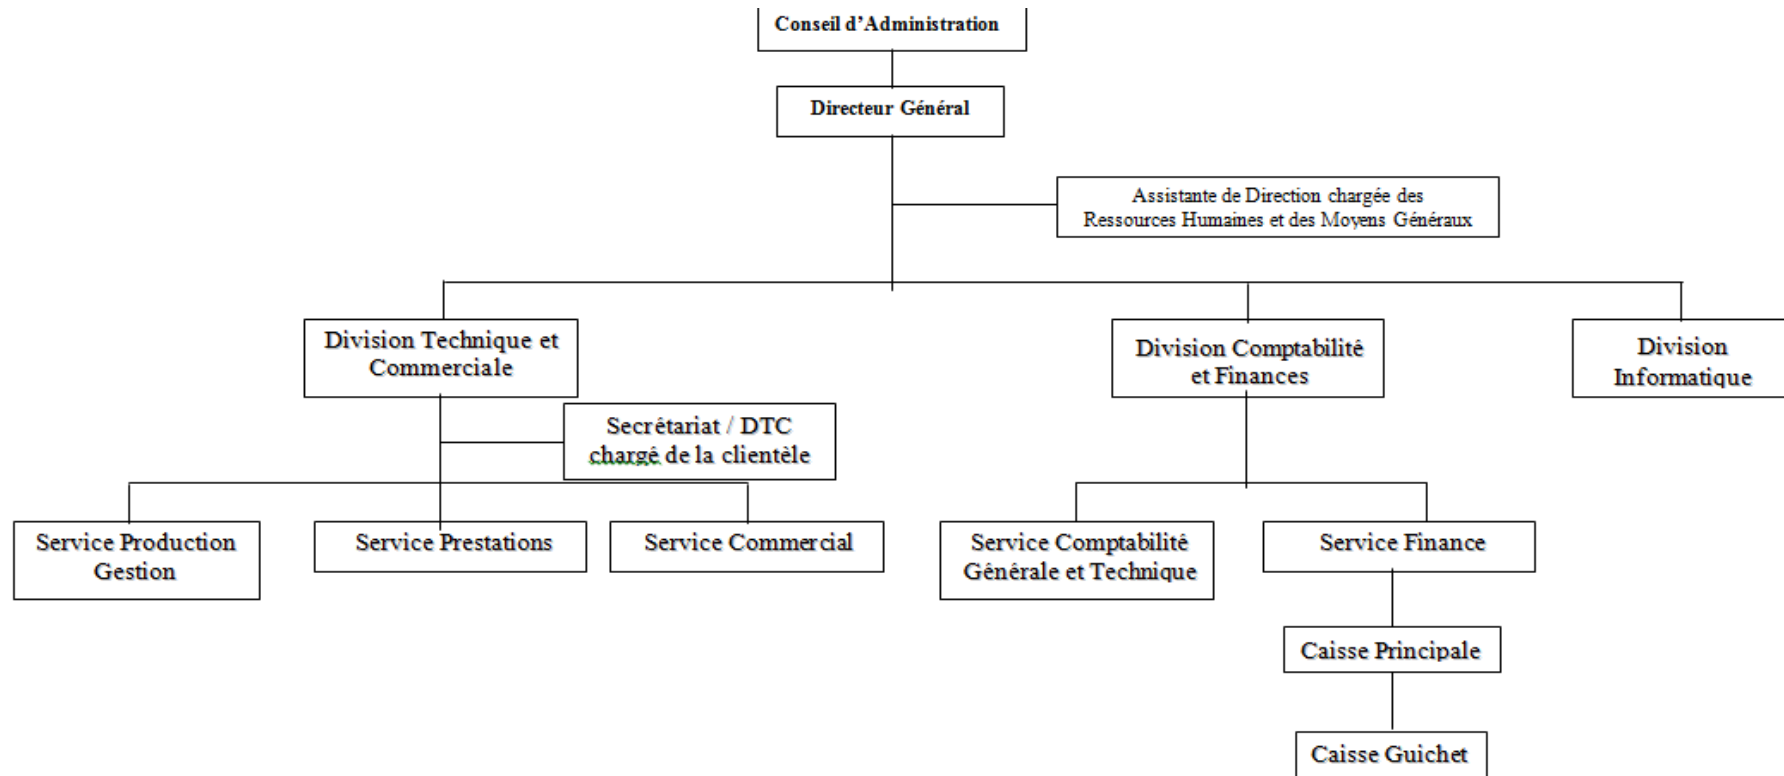 Conseil d’Administration
Directeur Général
Assistante de Direction chargée des
Ressources Humaines et des Moyens Généraux
Division Technique et
Commerciale
Division Comptabilité
et Finances
Division
Informatique
Secrétariat / DTC
chargé de la clientèle
Service Production
Gestion
Service Prestations
Service Commercial
Service Comptabilité
Générale et Technique
Service Finance
Caisse Principale
Caisse Guichet